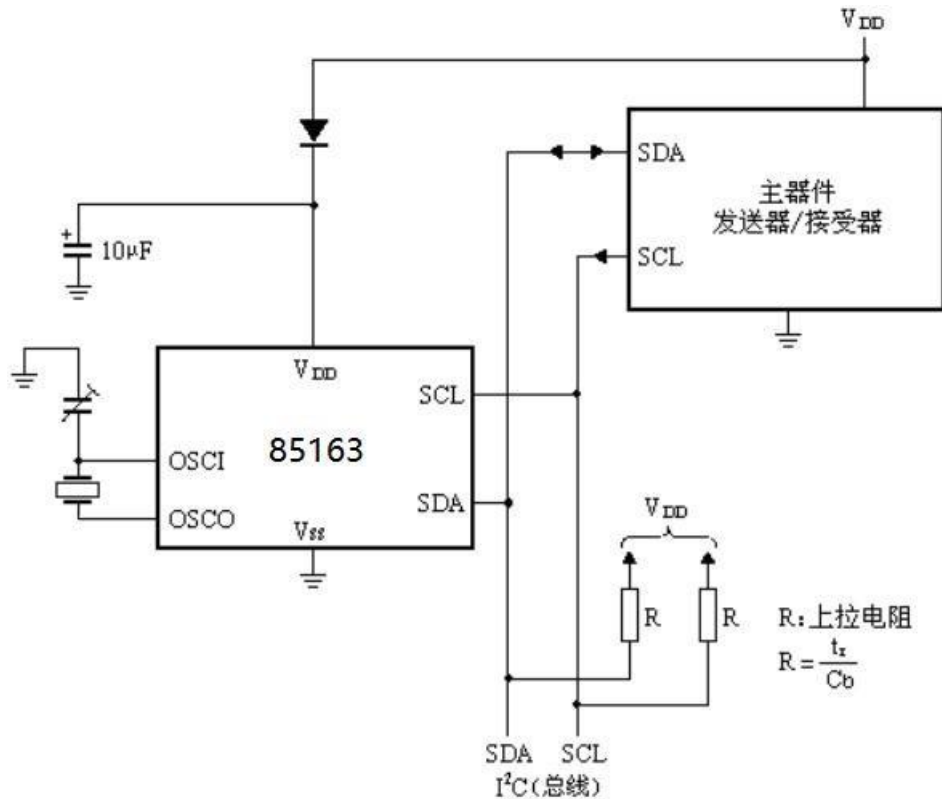 VDD
SDA
主器件
发送器/接受器
SCL
+
10μF
VDD
SCL
85163
OSCI
SDA
OSCO
VSS
VDD
R
R
R:上拉电阻
R=tr/Cb
SDA SCL
I²C(总线)